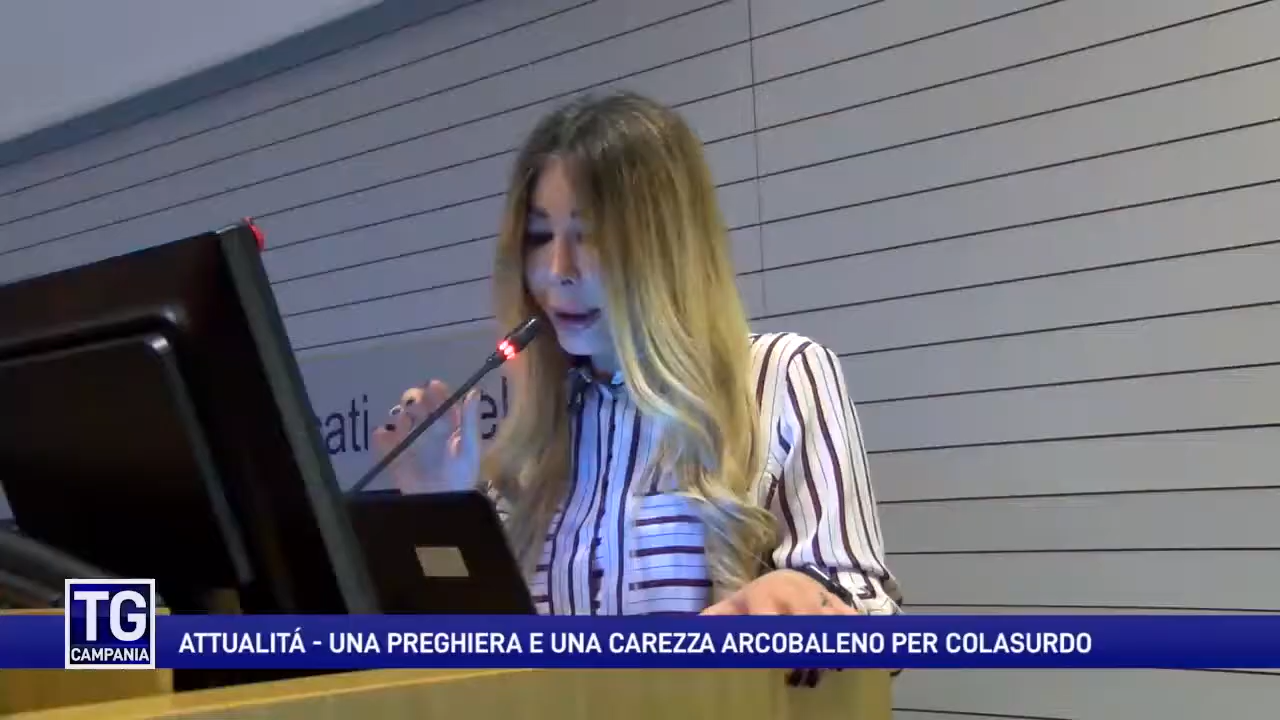 TG
CAMPANIA
ATTUALITÁ - UNA PREGHIERA E UNA CAREZZA ARCOBALENO PER COLASURDO